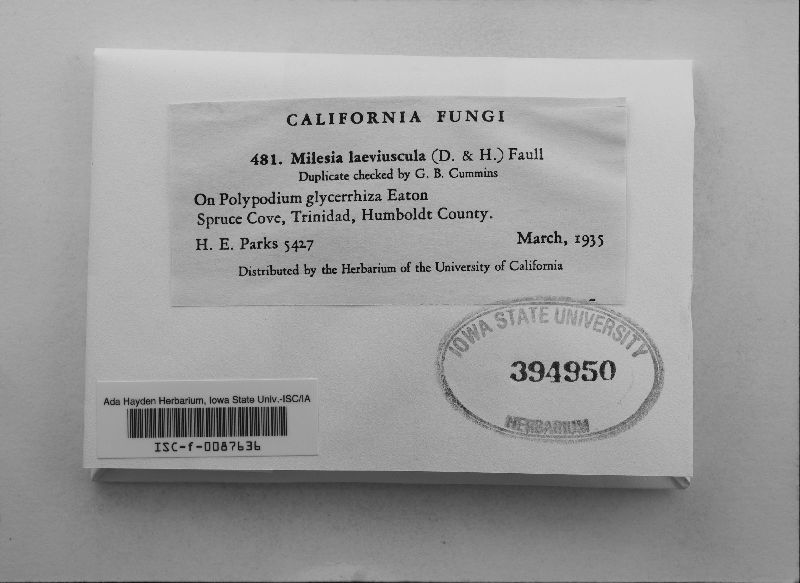 CALIFORNIA FUNGI
481. Milesia laeviuscula (D. & H.) Faull
Duplicate checked by G. B. Cummins
On Polypodium glycerrhiza Eaton
Spruce Cove, Trinidad, Humboldt County.
H. E. Parks 5427 March, 1935
Distributed by the Herbarium of the University of California
IOWA STATE UNIVERSITY
394950
HERBARIUM
Ada Hayden Herbarium, Iowa State Univ.-ISC/IA
ISC-f-0087636